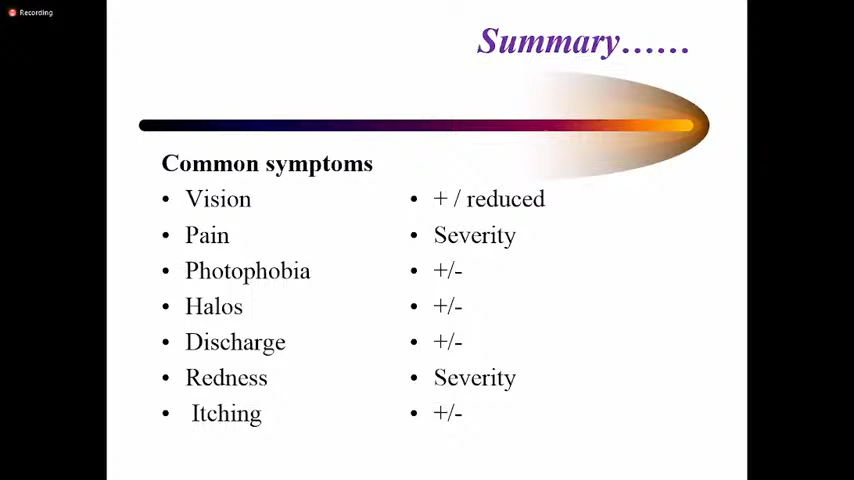 Recording
Summary......
Common symptoms
• Vision
• + / reduced
• Pain
• Severity
• Photophobia
• +/-
• Halos
• +/-
• Discharge
• +/-
• Redness
• Severity
• Itching
• +/-